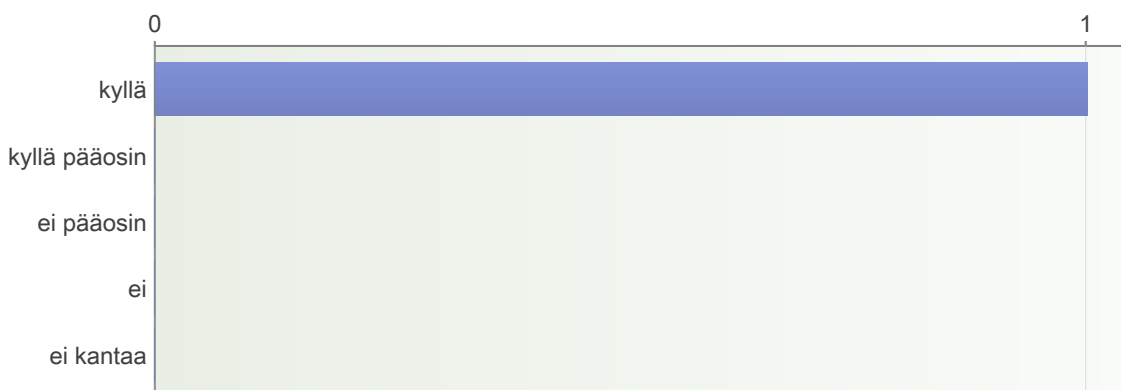 0 1
kyllä
kyllä pääosin
ei pääosin
ei
ei kantaa